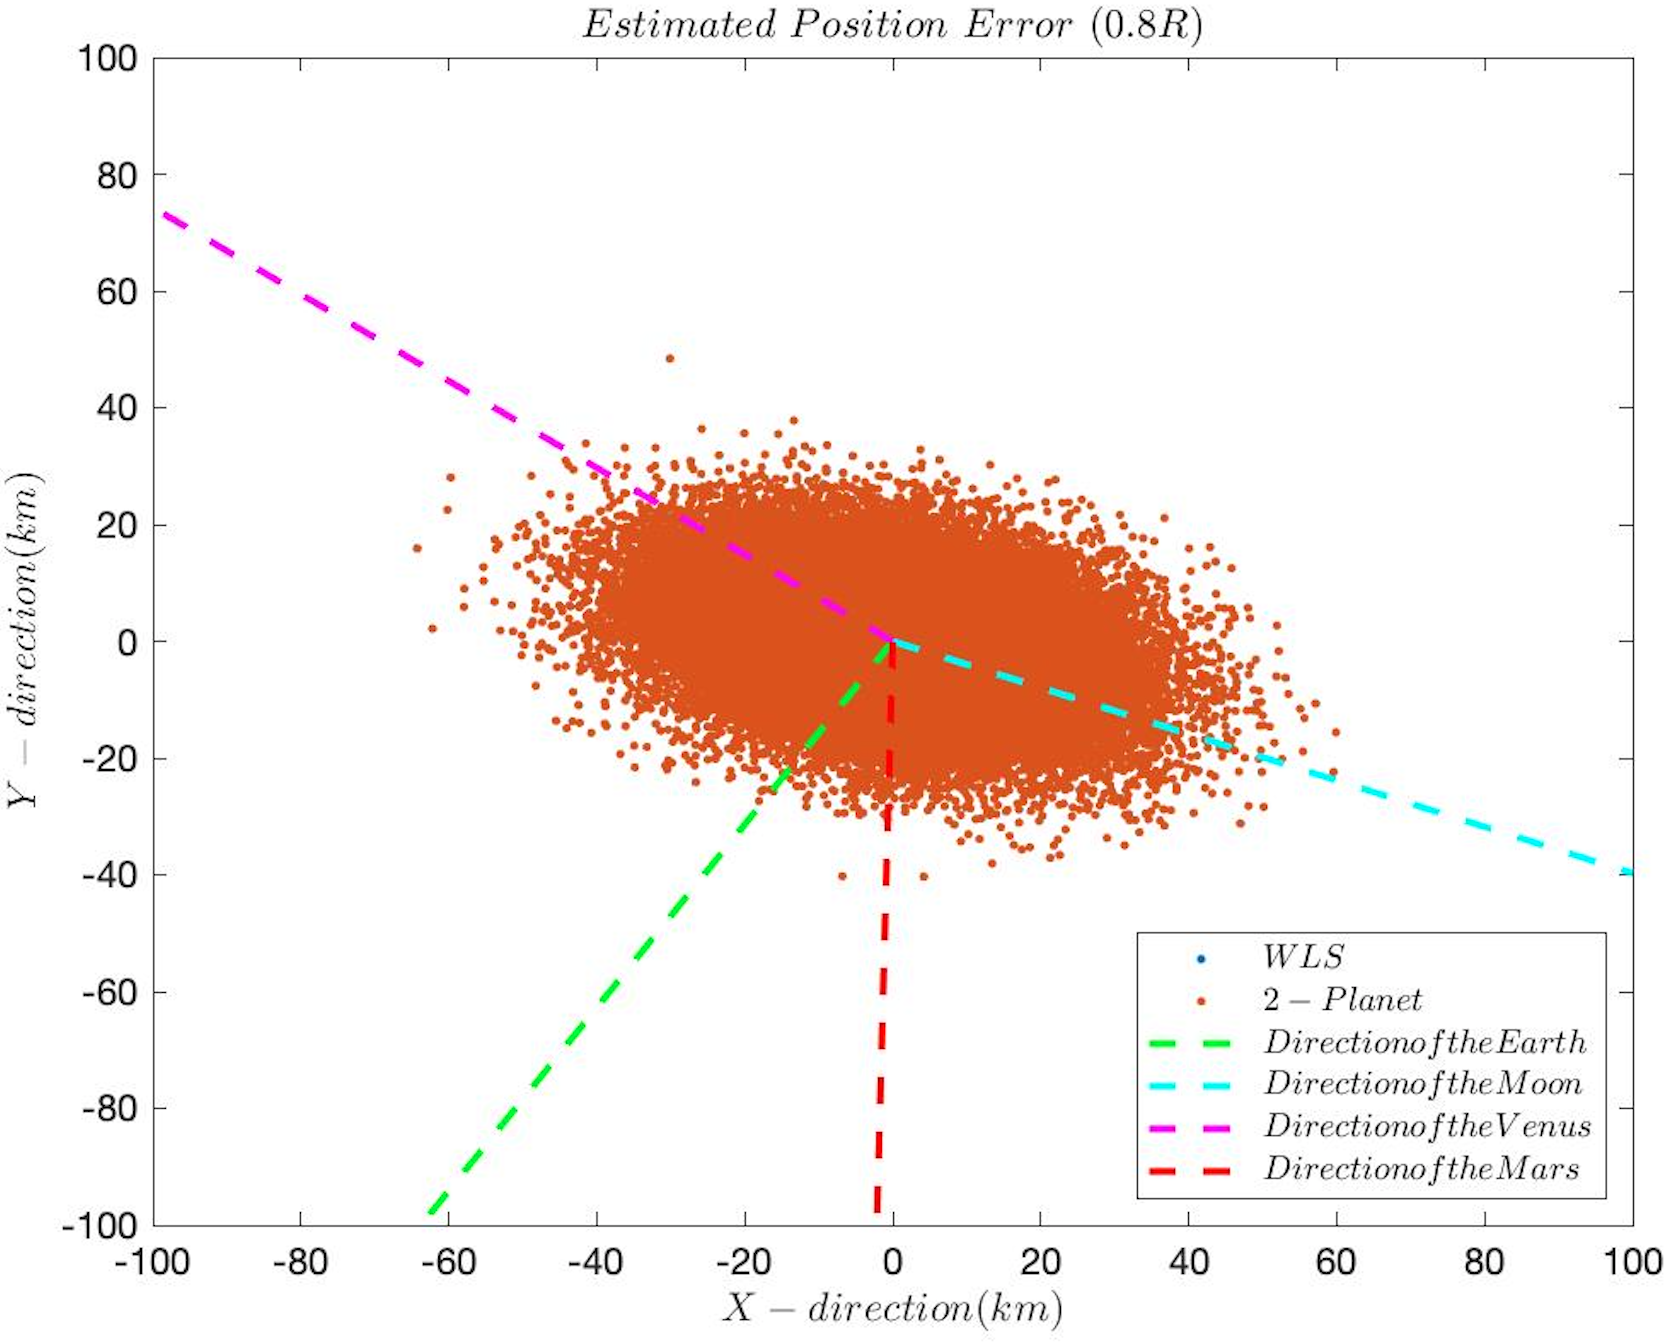 Estimated Position Error (0.8R)
100
80
60
40
20
0
-20
-40
-60
-80
-100
Y - direction(km)
WLS
2 - Planet
DirectionoftheEarth
DirectionoftheMoon
DirectionoftheVenus
DirectionoftheMars
-100 -80 -60 -40 -20 0 20 40 60 80 100
X - direction(km)